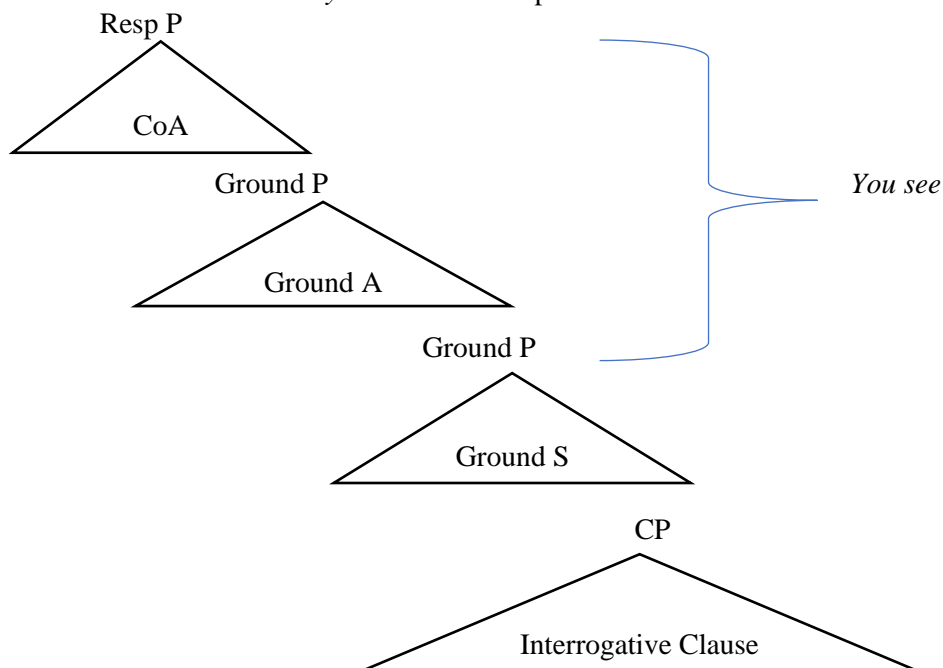 Resp P
CoA
Ground P
You see
Ground A
Ground P
Ground S
CP
Interrogative Clause